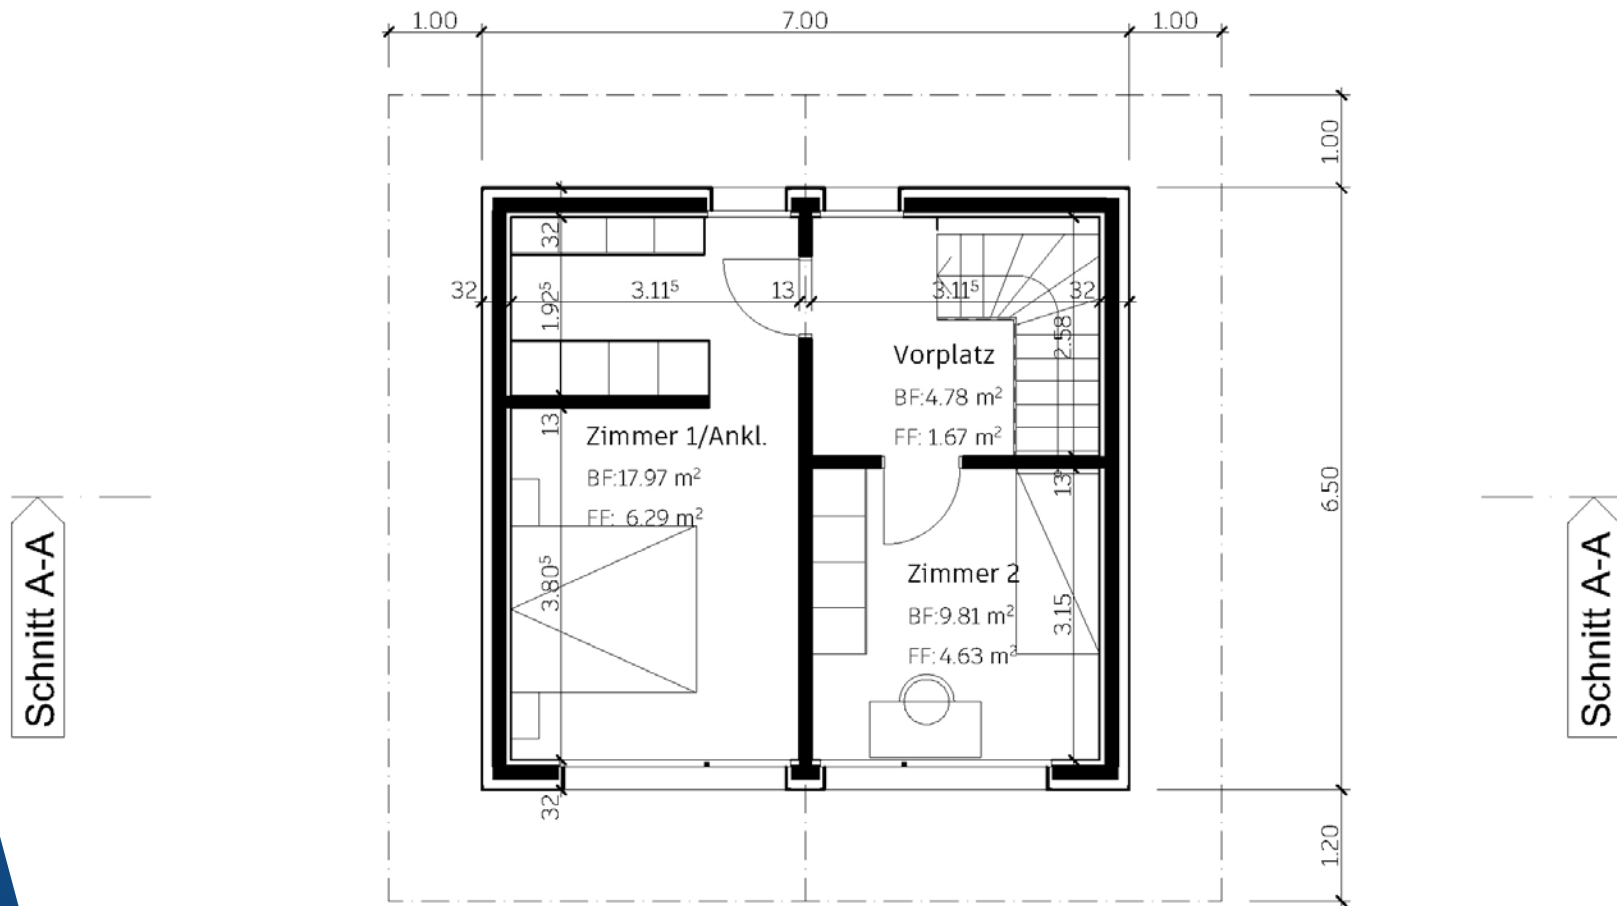 1.00 7.00 1.00
1.00
32
32 3.11⁵ 13 3.11⁵ 32
1.92⁵
2.58
Vorplatz
BF:4.78 m²
FF: 1.67 m²
13
Zimmer 1/Ankl.
BF:17.97 m²
FF: 6.29 m²
13
6.50
Schnitt A-A
Schnitt A-A
3.80⁵
Zimmer 2
BF:9.81 m²
FF:4.63 m²
3.15
32
1.20